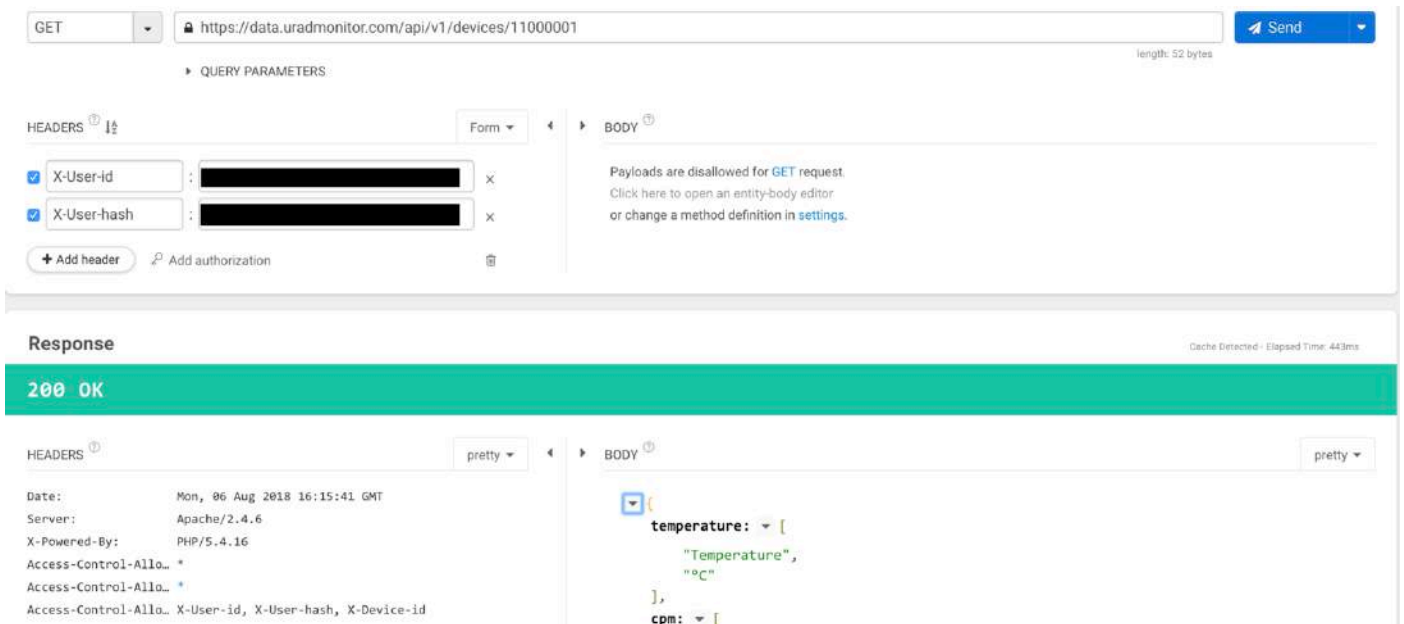 GET
https://data.uradmonitor.com/api/v1/devices/11000001
Send
length: 52 bytes
QUERY PARAMETERS
HEADERS
Form
BODY
X-User-id :
X-User-hash :
+ Add header
Add authorization
Payloads are disallowed for GET request.
Click here to open an entity-body editor
or change a method definition in settings.
Response
Cache Detected - Elapsed Time: 443ms
200 OK
HEADERS
pretty
BODY
pretty
Date: Mon, 06 Aug 2018 16:15:41 GMT
Server: Apache/2.4.6
X-Powered-By: PHP/5.4.16
Access-Control-Allo… *
Access-Control-Allo… *
Access-Control-Allo… X-User-id, X-User-hash, X-Device-id
{
temperature: [
"Temperature",
"°C"
],
cpm: [